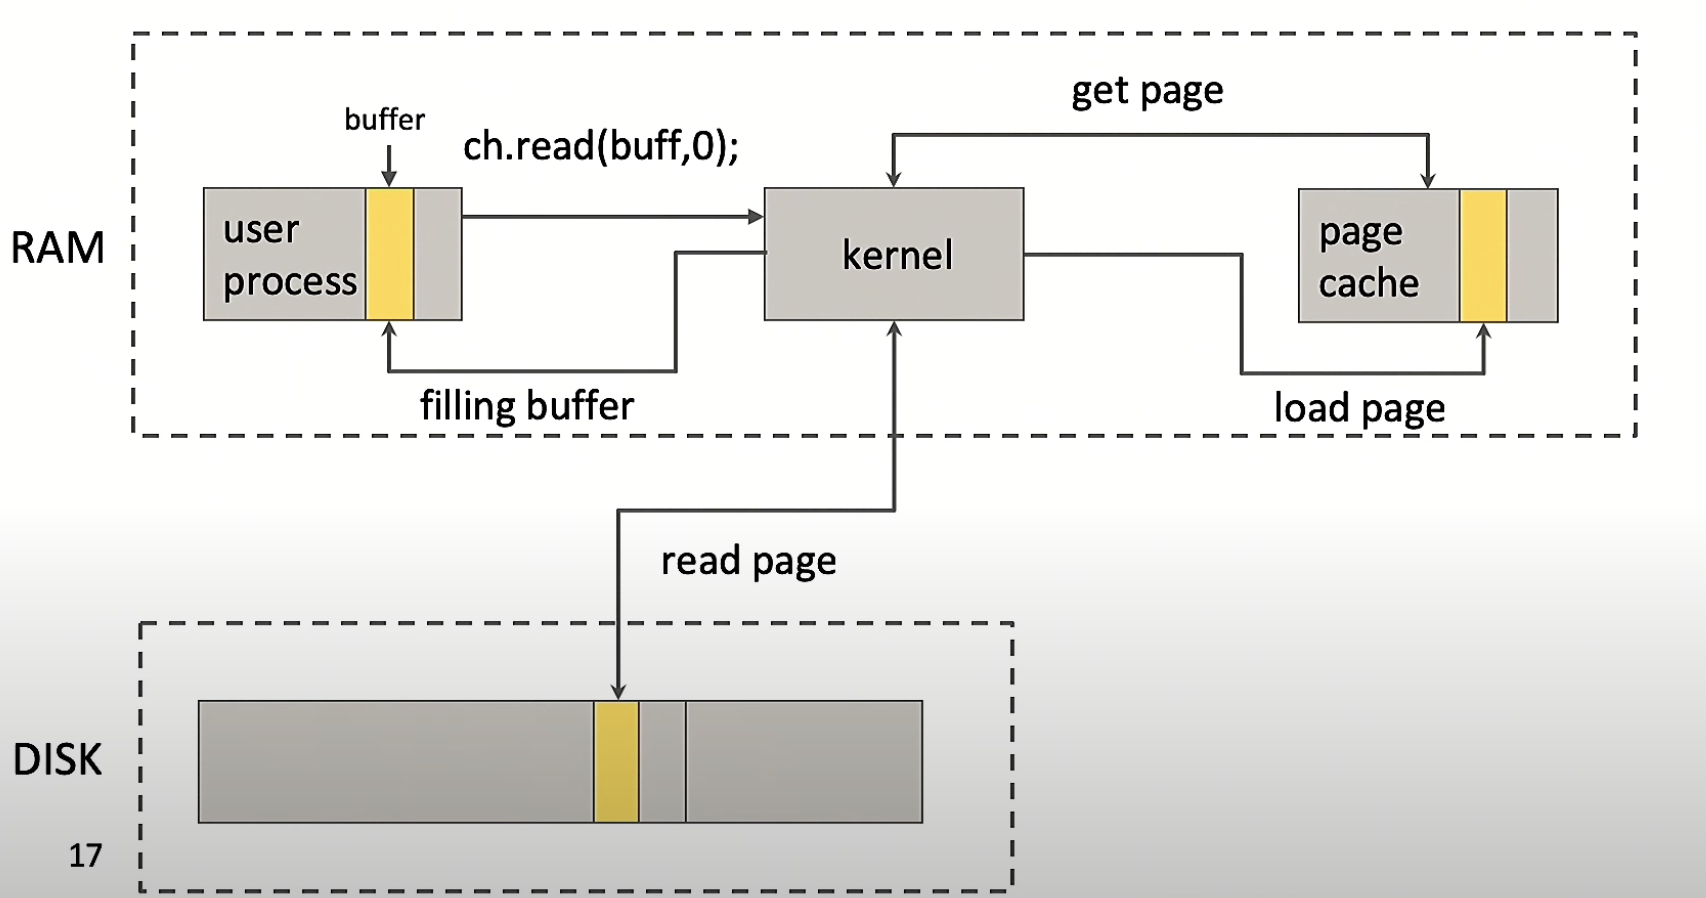 get page
buffer
ch.read(buff,0);
RAM
user
process
kernel
page
cache
filling buffer
load page
read page
DISK
17